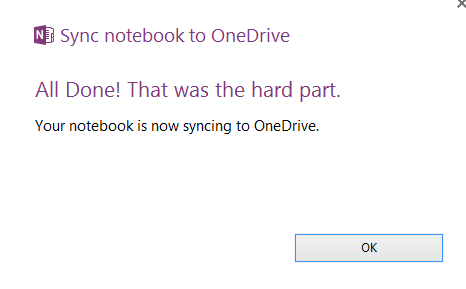 Sync notebook to OneDrive
All Done! That was the hard part.
Your notebook is now syncing to OneDrive.
OK